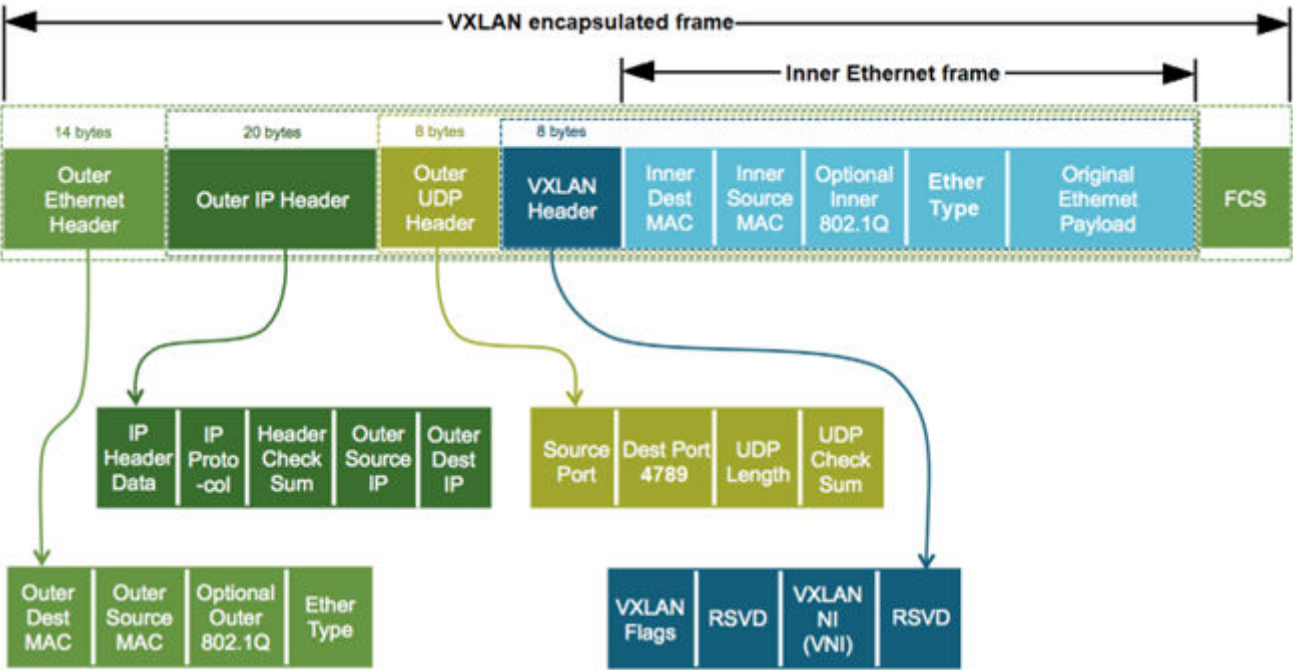 VXLAN encapsulated frame
Inner Ethernet frame
14 bytes
20 bytes
8 bytes
8 bytes
Outer
Ethernet
Header
Outer IP Header
Outer
UDP
Header
VXLAN
Header
Inner
Dest
MAC
Inner
Source
MAC
Optional
Inner
802.1Q
Ether
Type
Original
Ethernet
Payload
FCS
IP
Header
Data
IP
Proto
-col
Header
Check
Sum
Outer
Source
IP
Outer
Dest
IP
Source
Port
Dest Port
4789
UDP
Length
UDP
Check
Sum
Outer
Dest
MAC
Outer
Source
MAC
Optional
Outer
802.1Q
Ether
Type
VXLAN
Flags
RSVD
VXLAN
NI
(VNI)
RSVD